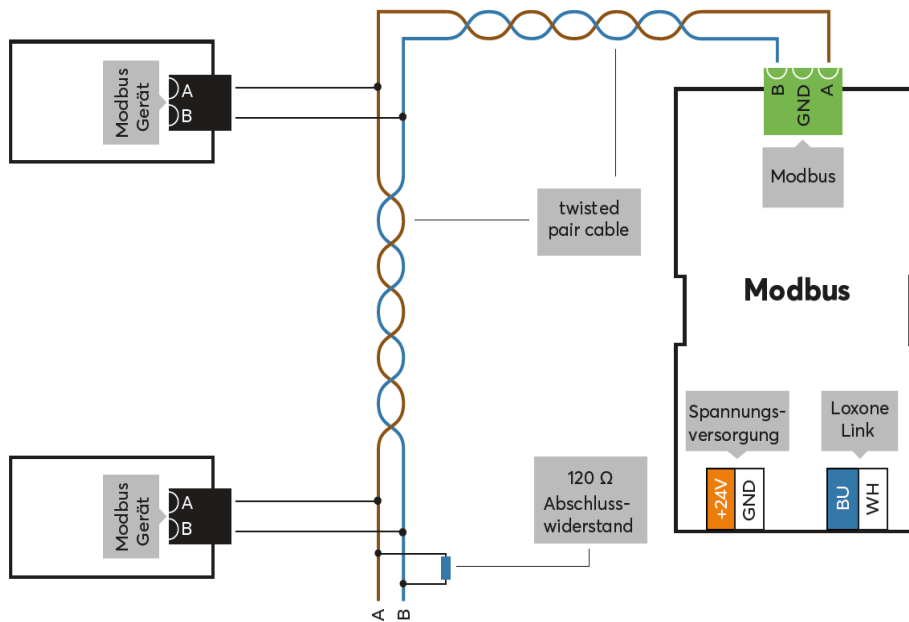 Modbus
Gerät
A
B
B
GND
A
Modbus
twisted
pair cable
Modbus
Spannungs-
versorgung
Loxone
Link
+24V
GND
BU
WH
Modbus
Gerät
A
B
120 Ω
Abschluss-
widerstand
A
B